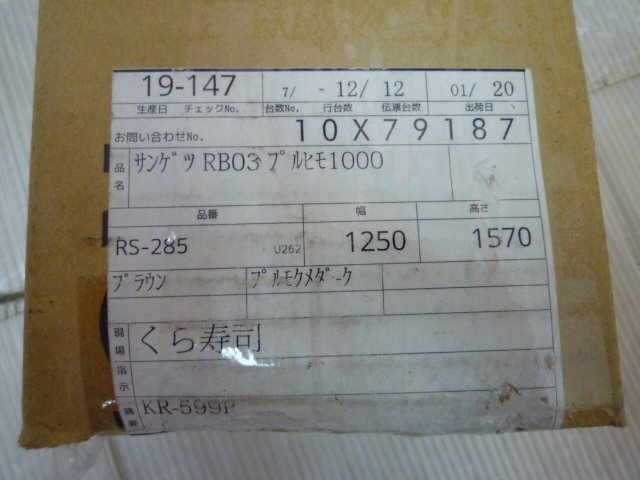 19-147 7/ 12/ 12 01/ 20
生産日 チェックNo. 台数No. 行台数 伝票台数 出荷日
お問い合わせNo. 10X79187
品名 サンゲツ RB03 プルヒモ1000
品番 幅 高さ
RS-285 U262 1250 1570
ブラウン プルモクメダーク
現場 くら寿司
指示
摘要 KR-599P